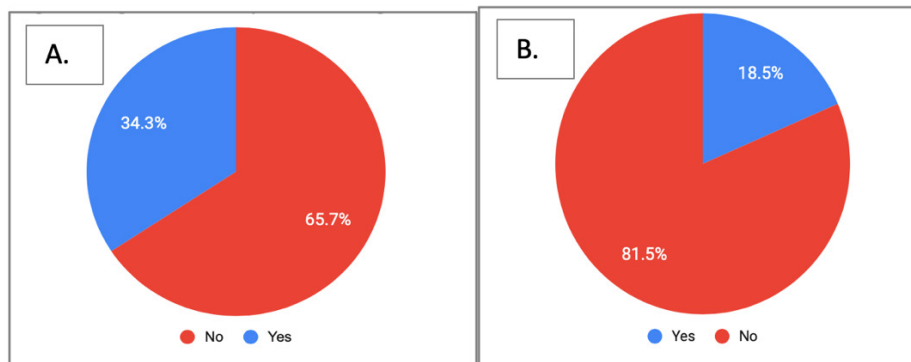 A.
34.3%
65.7%
No Yes
B.
18.5%
81.5%
Yes No